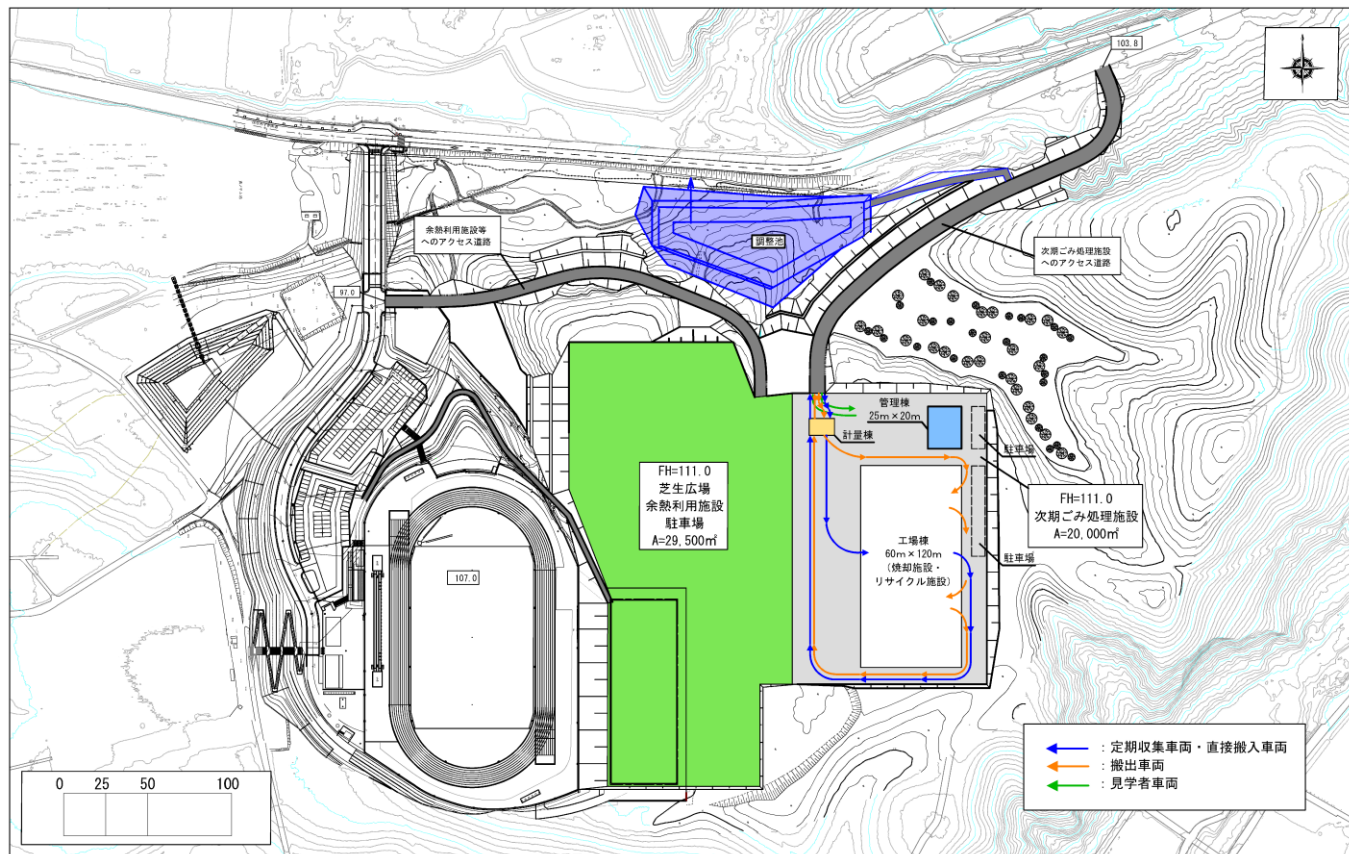 103.8
余熱利用施設等
へのアクセス道路
調整池
次期ごみ処理施設
へのアクセス道路
97.0
管理棟
25m×20m
計量棟
駐車場
FH=111.0
芝生広場
余熱利用施設
駐車場
A=29,500㎡
FH=111.0
次期ごみ処理施設
A=20,000㎡
工場棟
60m×120m
(焼却施設・
リサイクル施設)
駐車場
107.0
: 定期収集車両・直接搬入車両
: 搬出車両
: 見学者車両
0 25 50 100